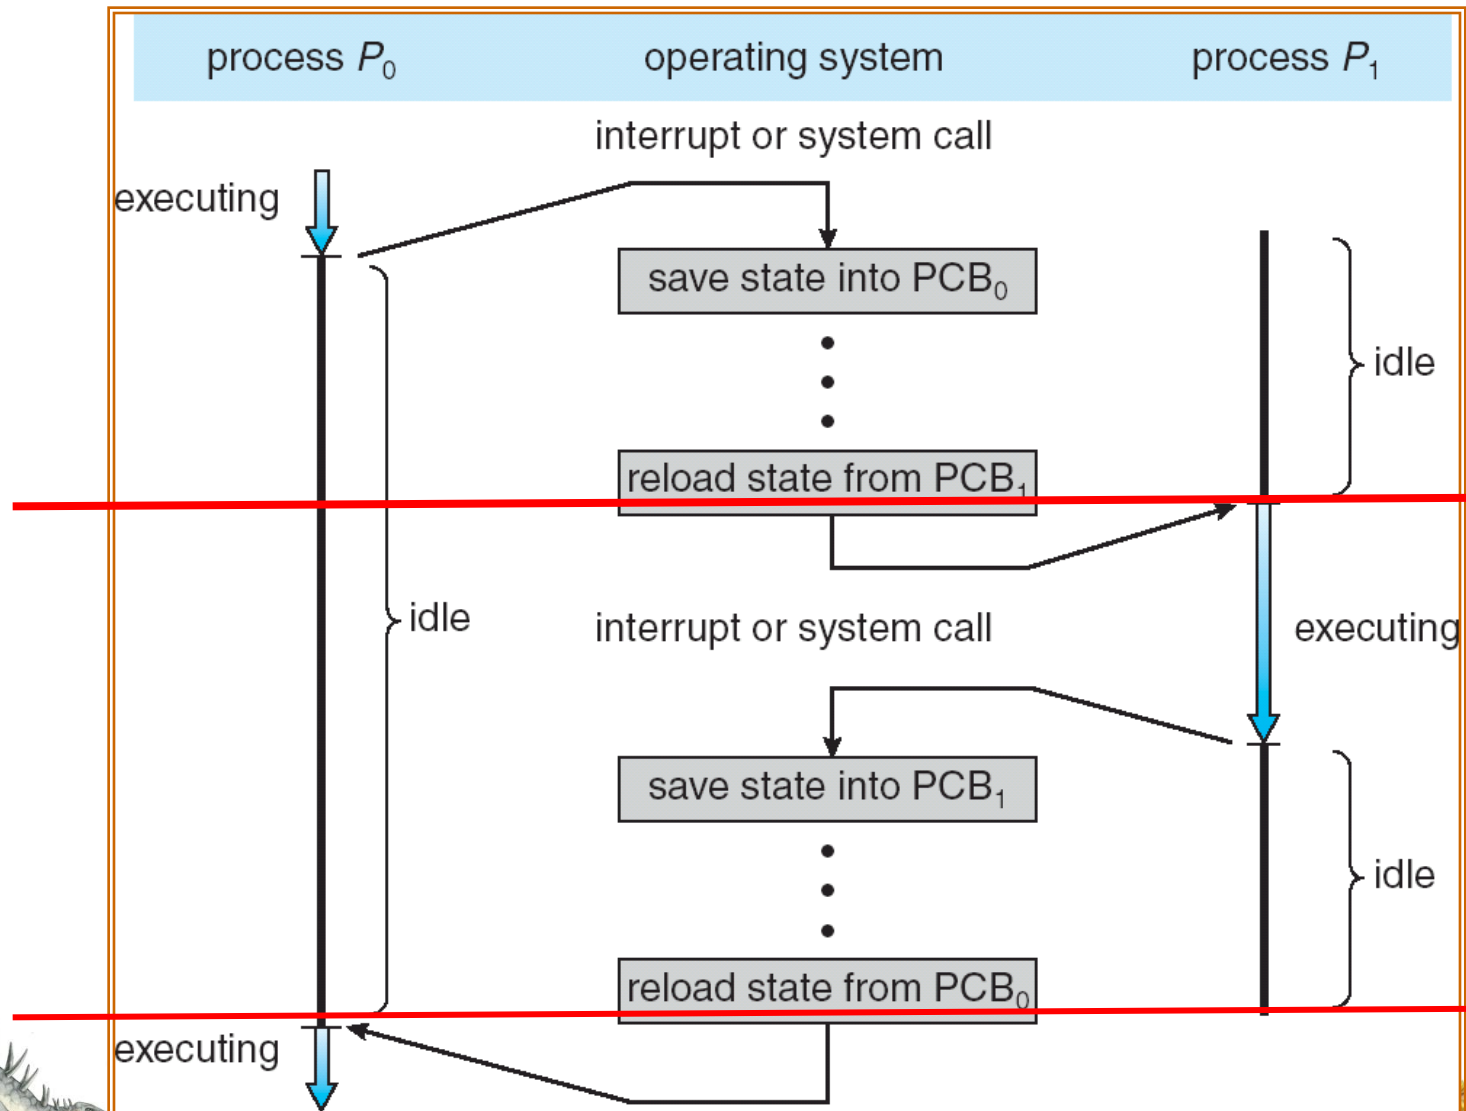 process P₀ operating system process P₁
interrupt or system call
executing
save state into PCB₀
idle
reload state from PCB₁
idle
interrupt or system call
executing
save state into PCB₁
idle
reload state from PCB₀
executing